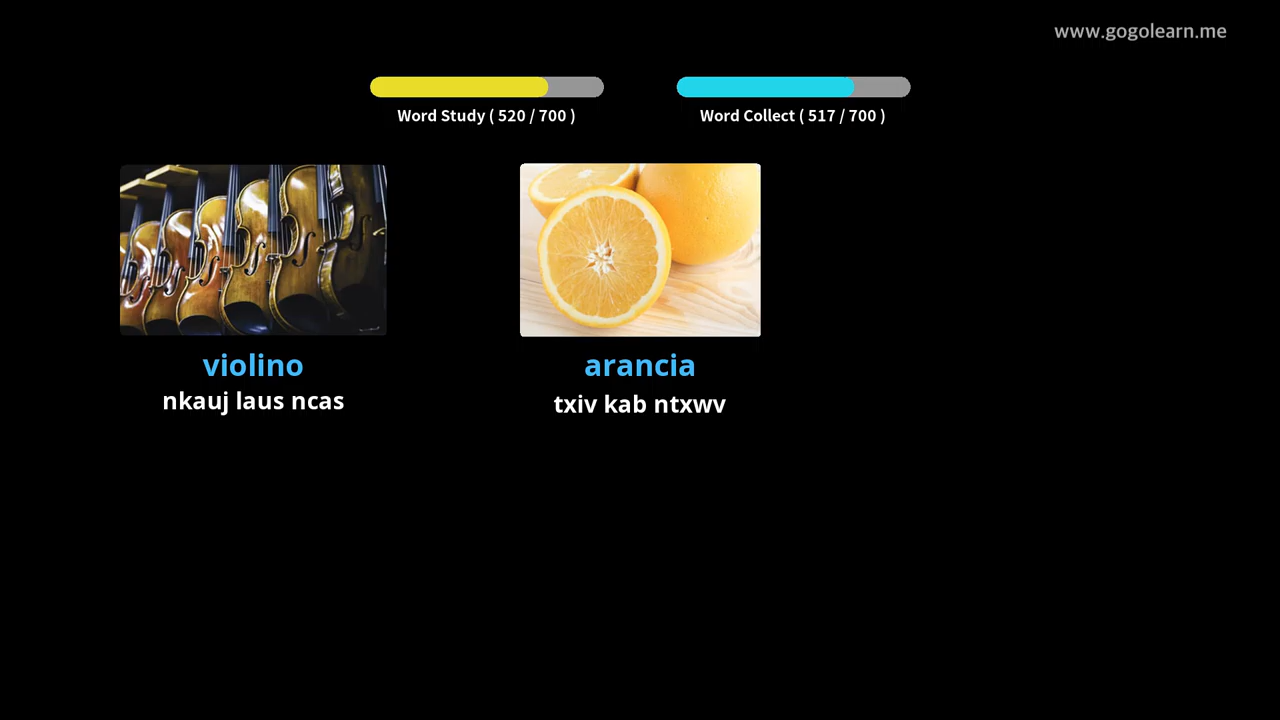 www.gogolearn.me
Word Study ( 520 / 700 )
Word Collect ( 517 / 700 )
violino
nkauj laus ncas
arancia
txiv kab ntxwv